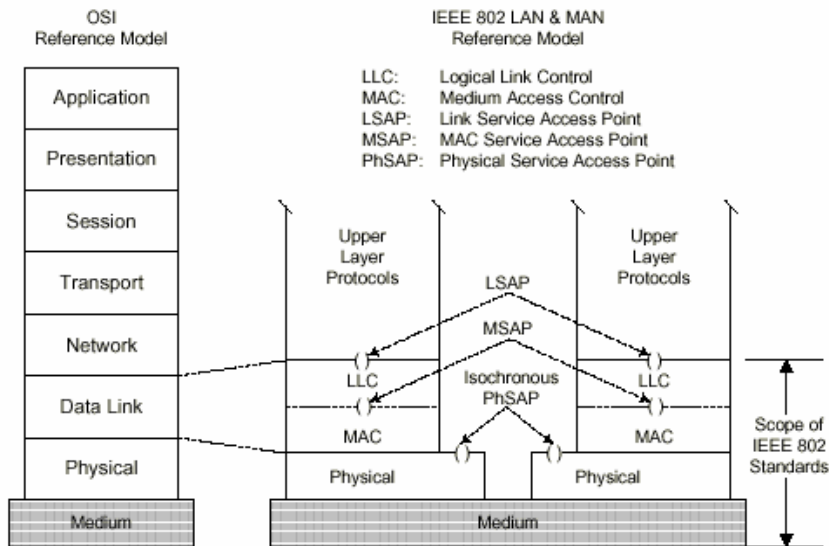 OSI
Reference Model
IEEE 802 LAN & MAN
Reference Model
LLC: Logical Link Control
MAC: Medium Access Control
LSAP: Link Service Access Point
MSAP: MAC Service Access Point
PhSAP: Physical Service Access Point
Application
Presentation
Session
Transport
Network
Data Link
Physical
Medium
Upper
Layer
Protocols
LLC
MAC
Physical
LSAP
MSAP
Isochronous
PhSAP
Upper
Layer
Protocols
LLC
MAC
Physical
Medium
Scope of
IEEE 802
Standards